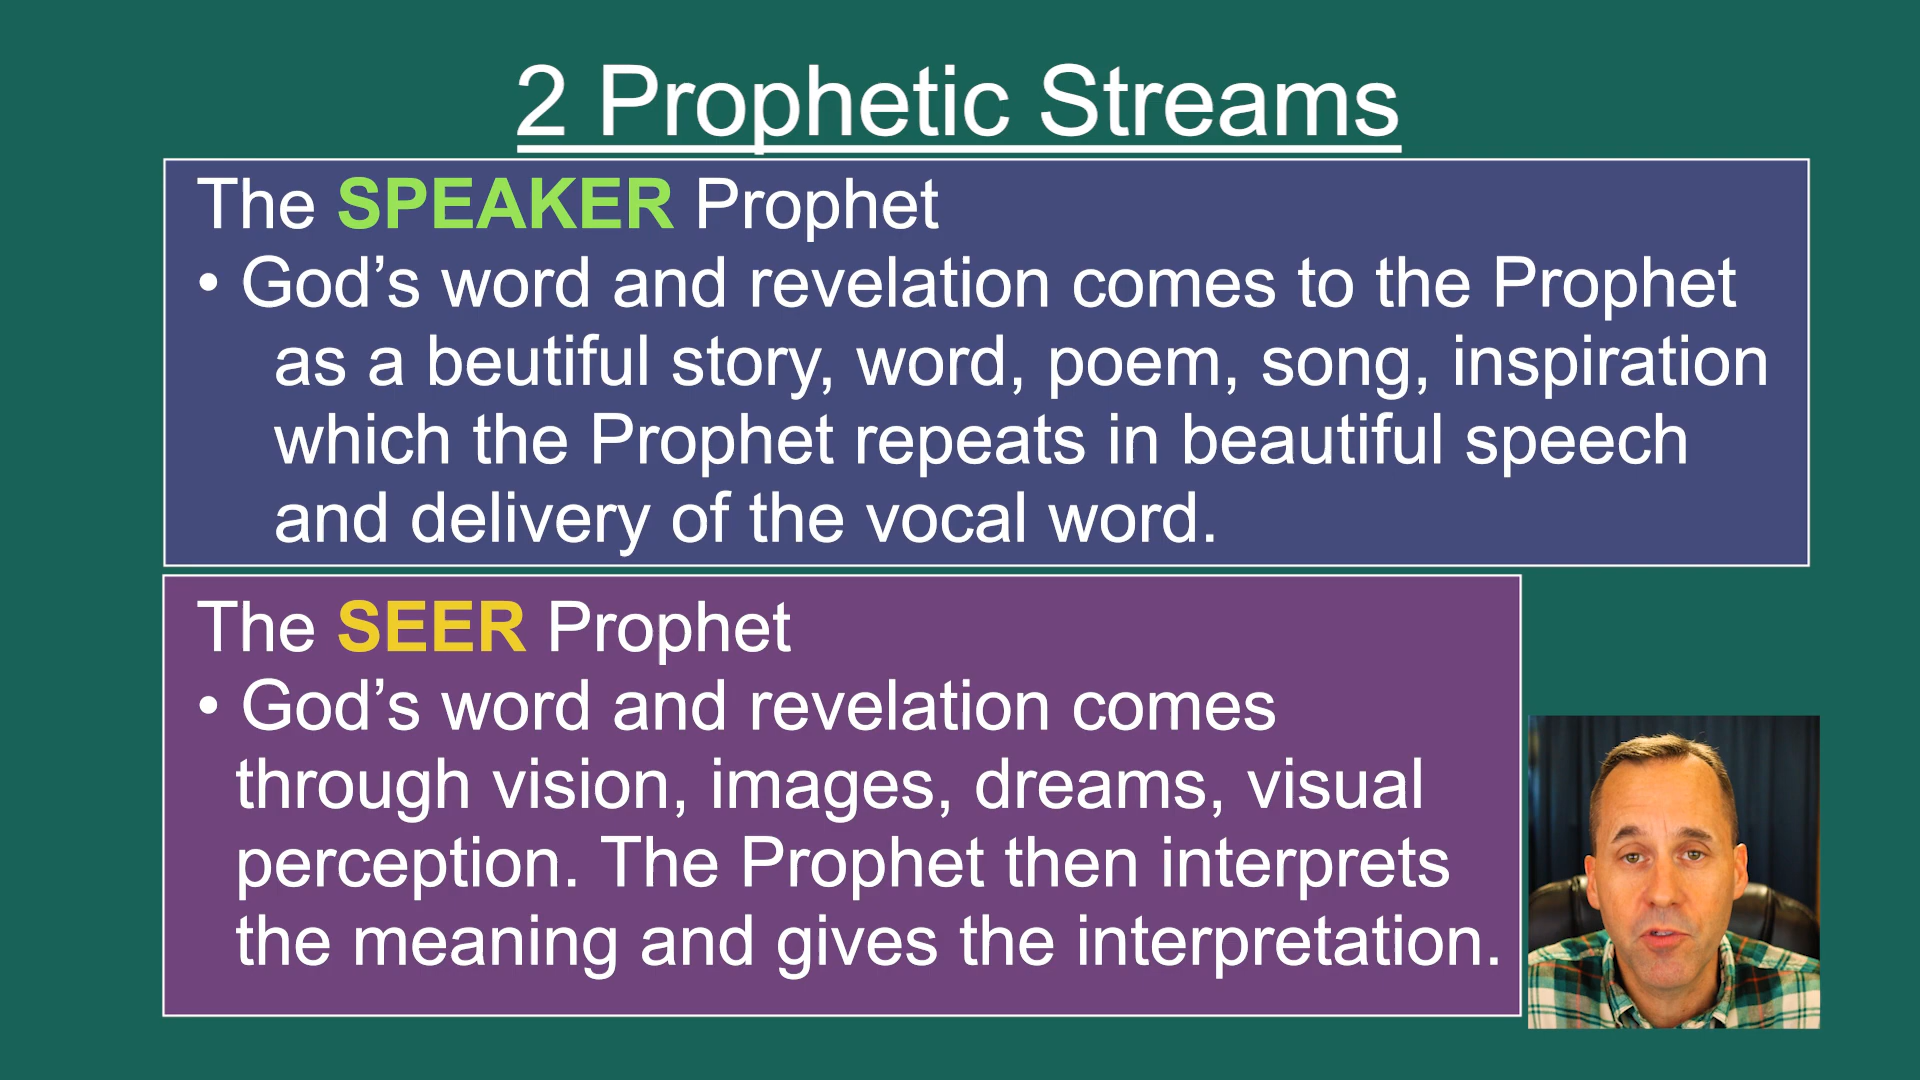 2 Prophetic Streams
The SPEAKER Prophet
• God’s word and revelation comes to the Prophet
as a beutiful story, word, poem, song, inspiration
which the Prophet repeats in beautiful speech
and delivery of the vocal word.
The SEER Prophet
• God’s word and revelation comes
through vision, images, dreams, visual
perception. The Prophet then interprets
the meaning and gives the interpretation.